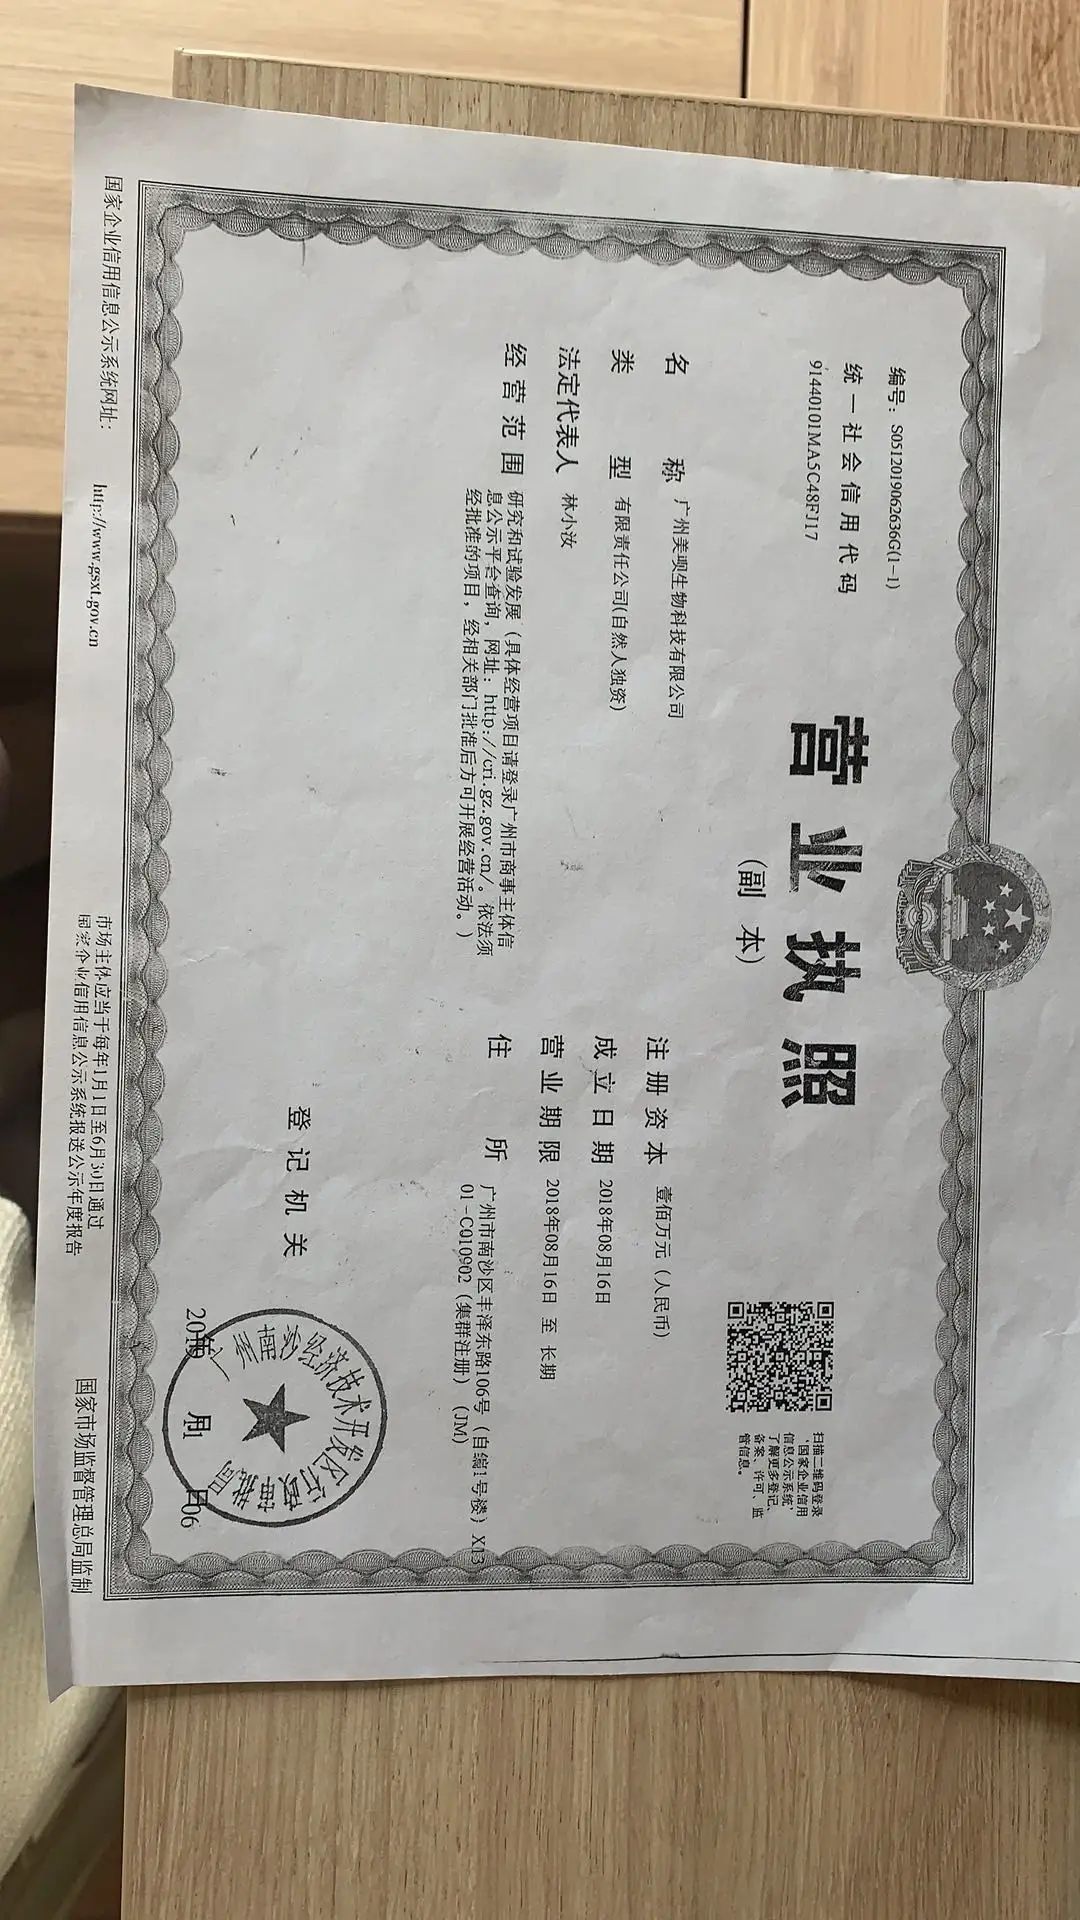 编号：S0512019062636G(1-1)
统一社会信用代码
91440101MA5C48FJ17
营业执照
（副本）
扫描二维码登录
‘国家企业信用
信息公示系统’
了解更多登记、
备案、许可、监
管信息。
名称 广州美呗生物科技有限公司
类型 有限责任公司(自然人独资)
法定代表人 林小汝
经营范围 研究和试验发展（具体经营项目请登录广州市商事主体信
息公示平台查询，网址：http://cri.gz.gov.cn/。依法须
经批准的项目，经相关部门批准后方可开展经营活动。）
注册资本 壹佰万元（人民币）
成立日期 2018年08月16日
营业期限 2018年08月16日 至 长期
住所 广州市南沙区丰泽东路106号（自编1号楼）X13
01-C010902（集群注册）（JM）
登记机关
广州南沙经济技术开发区行政审批局
月 日06
国家企业信用信息公示系统网址：
http://www.gsxt.gov.cn
市场主体应当于每年1月1日至6月30日通过
国家企业信用信息公示系统报送公示年度报告
国家市场监督管理总局监制